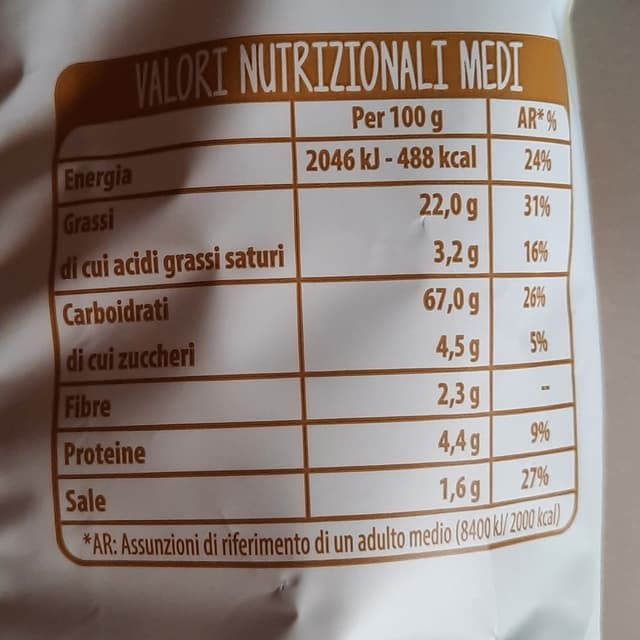 VALORI NUTRIZIONALI MEDI
Per 100 g AR* %
Energia 2046 kJ - 488 kcal 24%
Grassi 22,0 g 31%
di cui acidi grassi saturi 3,2 g 16%
Carboidrati 67,0 g 26%
di cui zuccheri 4,5 g 5%
Fibre 2,3 g --
Proteine 4,4 g 9%
Sale 1,6 g 27%
*AR: Assunzioni di riferimento di un adulto medio (8400 kJ/ 2000 kcal)